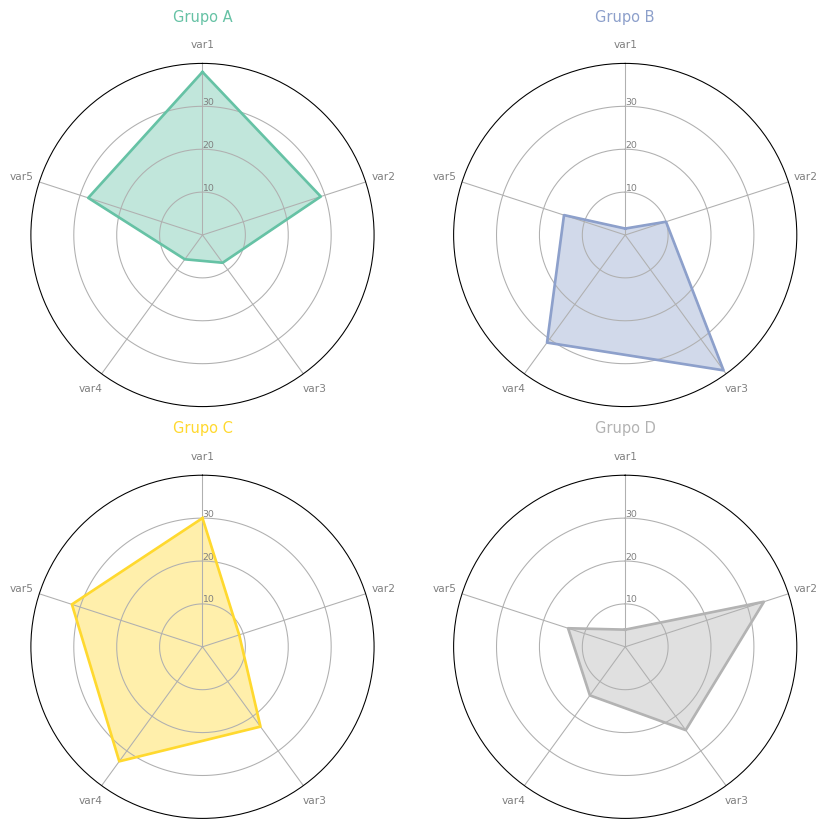 Grupo A
var1
30
20
10
var5
var2
var4
var3
Grupo B
var1
30
20
10
var5
var2
var4
var3
Grupo C
var1
30
20
10
var5
var2
var4
var3
Grupo D
var1
30
20
10
var5
var2
var4
var3